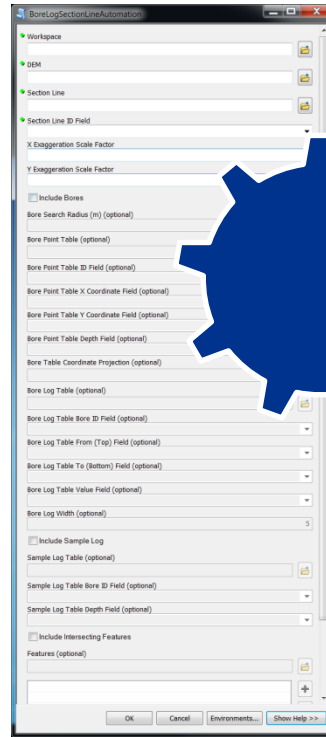 BoreLogSectionLineAutomation
Workspace
DEM
Section Line
Section Line ID Field
X Exaggeration Scale Factor
Y Exaggeration Scale Factor
Include Bores
Bore Search Radius (m) (optional)
Bore Point Table (optional)
Bore Point Table ID Field (optional)
Bore Point Table X Coordinate Field (optional)
Bore Point Table Y Coordinate Field (optional)
Bore Point Table Depth Field (optional)
Bore Table Coordinate Projection (optional)
Bore Log Table (optional)
Bore Log Table Bore ID Field (optional)
Bore Log Table From (Top) Field (optional)
Bore Log Table To (Bottom) Field (optional)
Bore Log Table Value Field (optional)
Bore Log Width (optional)
5
Include Sample Log
Sample Log Table (optional)
Sample Log Table Bore ID Field (optional)
Sample Log Table Depth Field (optional)
Include Intersecting Features
Features (optional)
OK Cancel Environments... Show Help >>